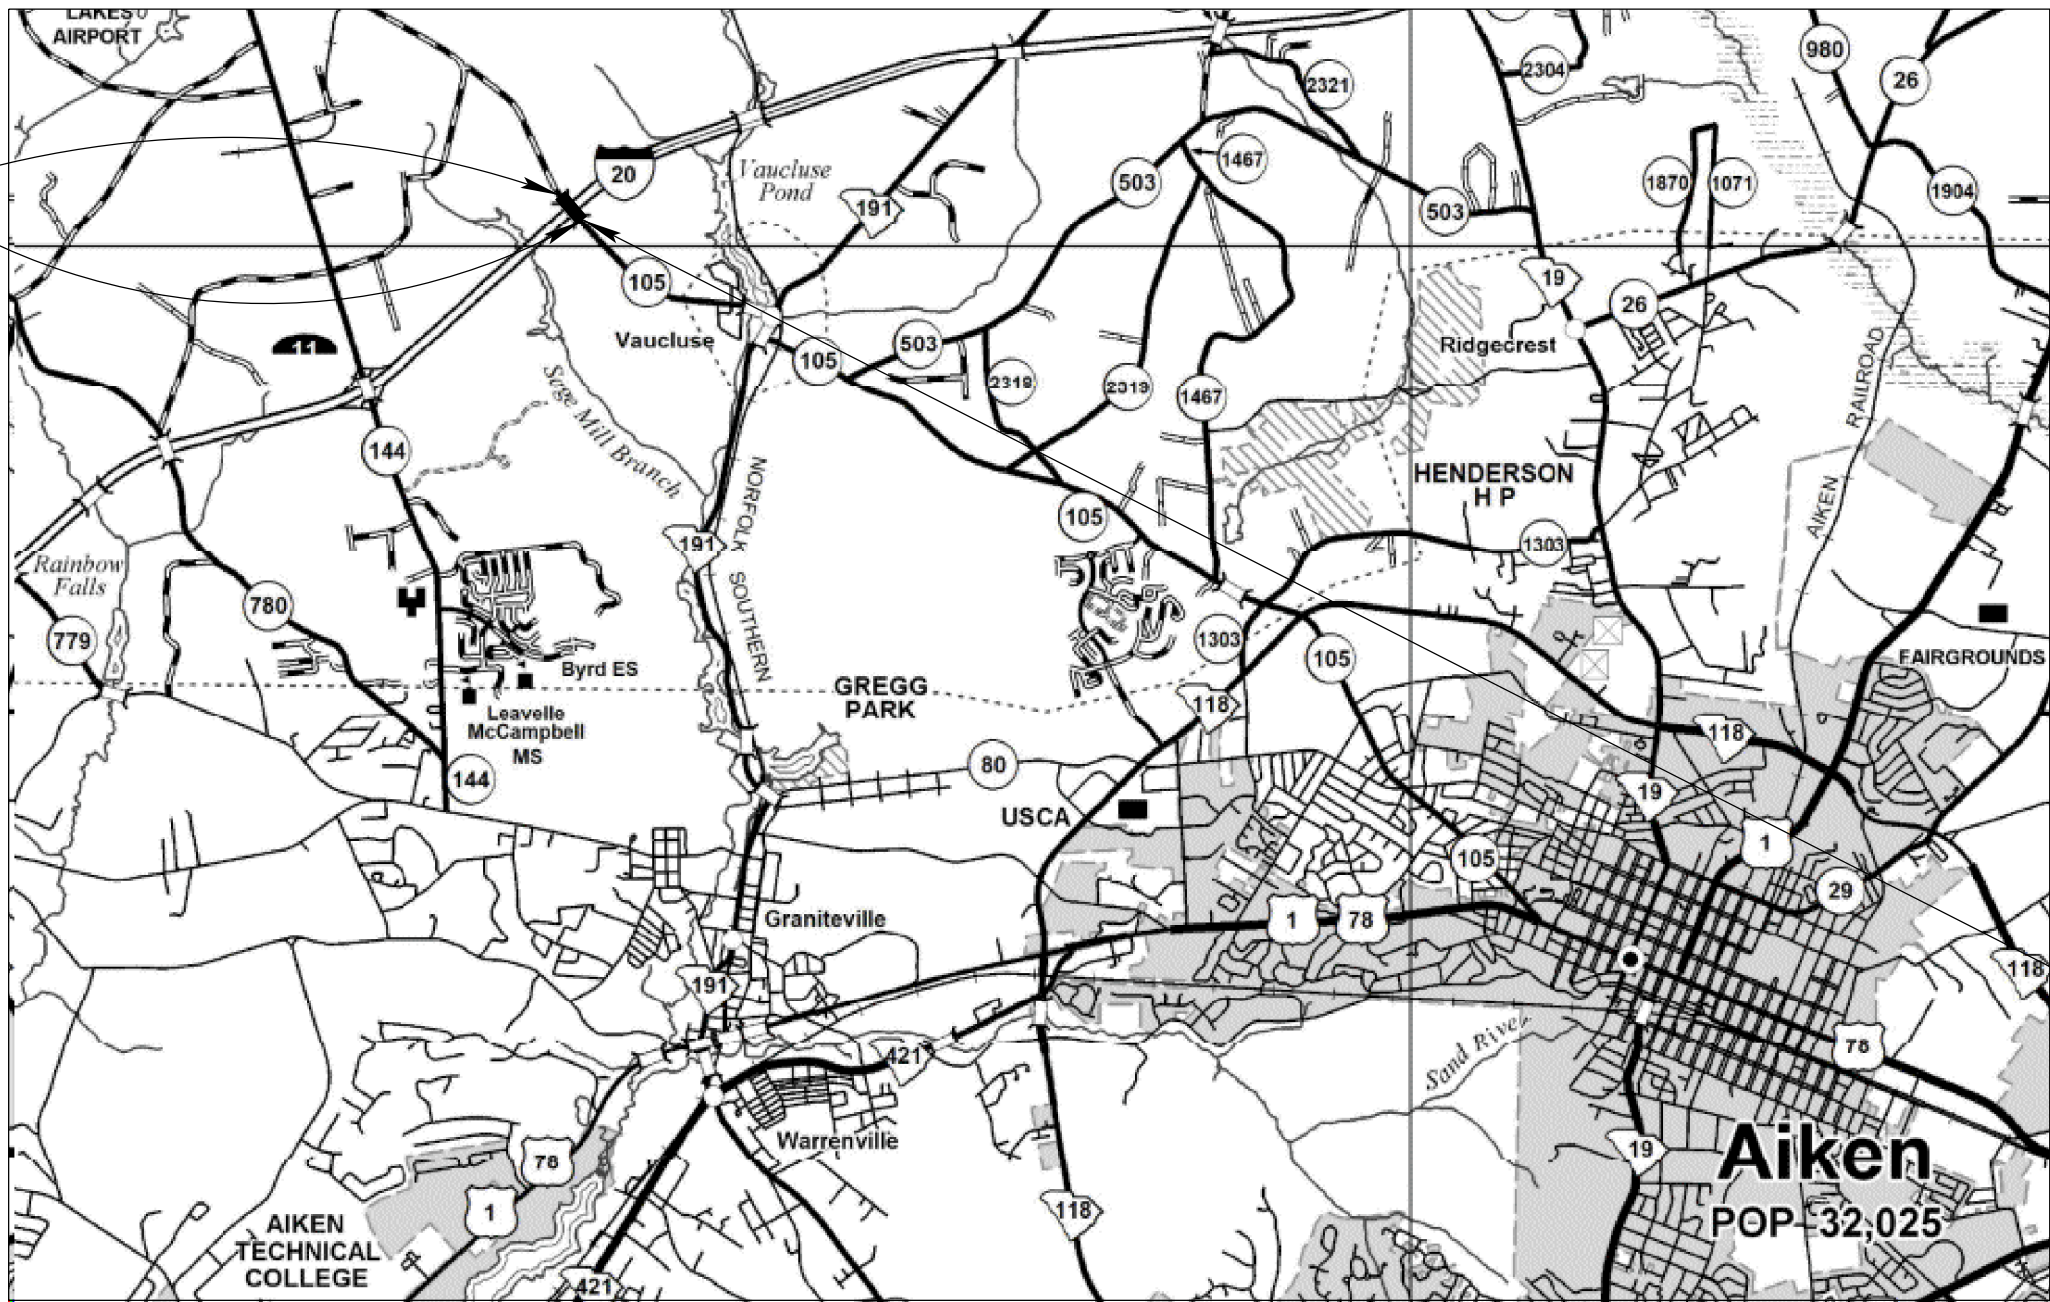 LAKES
AIRPORT
980
26
2304
2321
20
Vaucluse
Pond
191
503
1467
503
1870
1071
1904
105
19
26
Ridgecrest
11
Vaucluse
105
503
2318
2319
1467
RAILROAD
AIKEN
144
Sage Mill Branch
NORFOLK SOUTHERN
191
105
HENDERSON
H P
1303
Rainbow
Falls
780
779
Byrd ES
Leavelle
McCampbell
MS
144
GREGG
PARK
1303
105
118
FAIRGROUNDS
118
80
USCA
19
1
105
29
Graniteville
1
78
191
118
421
Sand River
78
Warrenville
78
1
118
19
Aiken
POP 32,025
AIKEN
TECHNICAL
COLLEGE
421